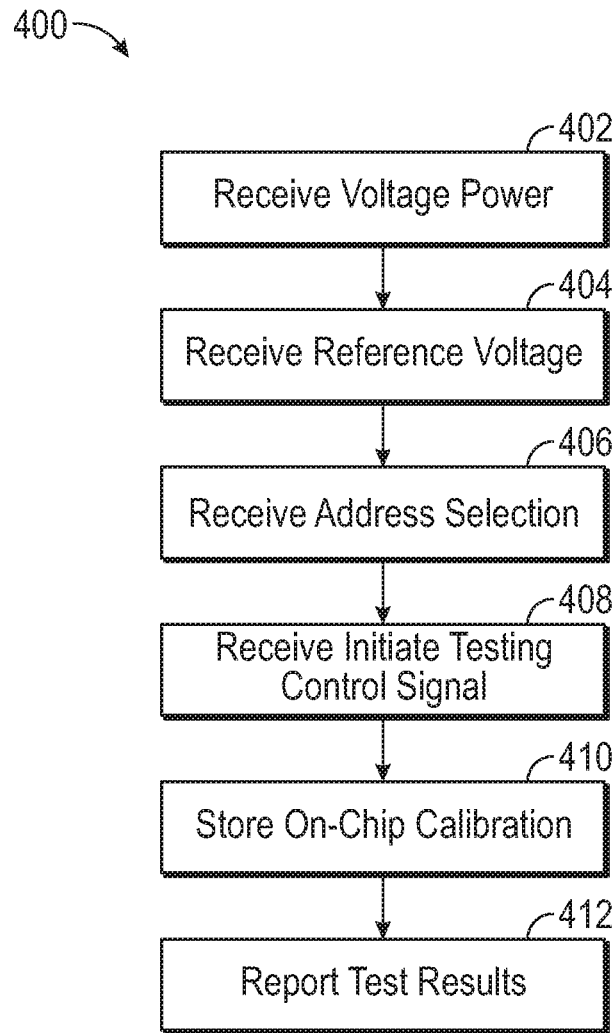 400
402
Receive Voltage Power
404
Receive Reference Voltage
406
Receive Address Selection
408
Receive Initiate Testing
Control Signal
410
Store On-Chip Calibration
412
Report Test Results